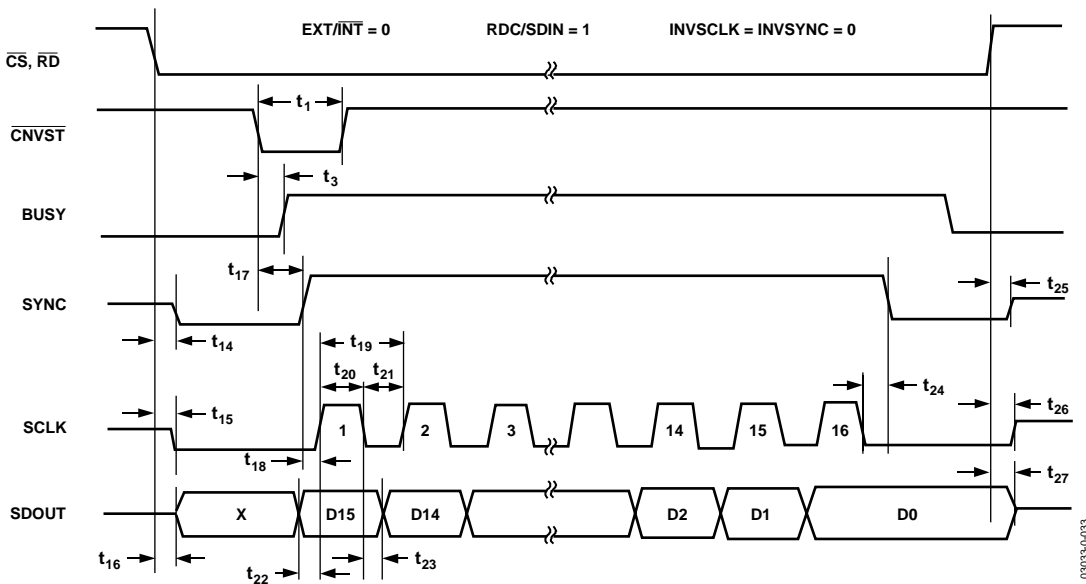 EXT/INT = 0 RDC/SDIN = 1 INVSCLK = INVSYNC = 0
CS, RD
t1
CNVST
t3
BUSY
t17
SYNC
t25
t14
t19
t20 t21
t24
t15
t26
SCLK
1 2 3 14 15 16
t18
t27
SDOUT
X D15 D14 D2 D1 D0
t16
t22
t23
03033-0-033